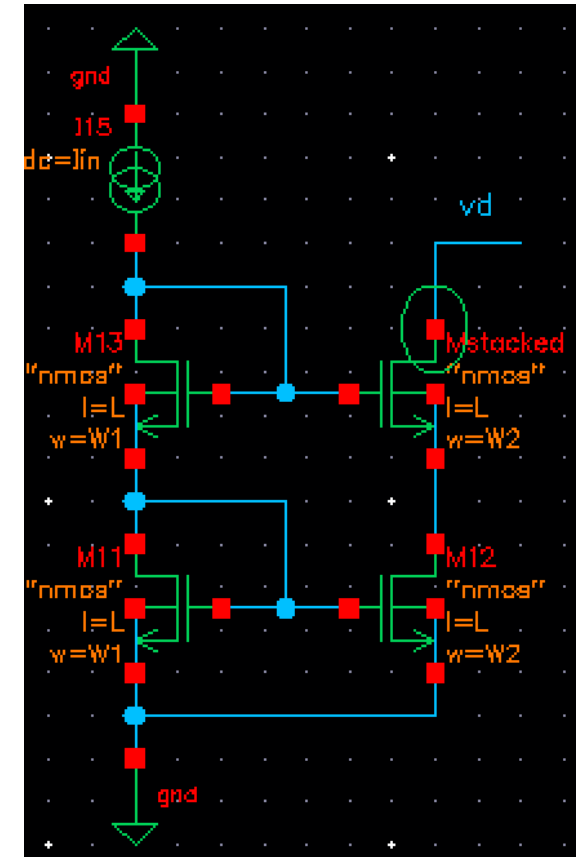 gnd
I15
dc=Iin
vd
M13
Mstacked
"nmos"
"nmos"
l=L
l=L
w=W1
w=W2
M11
M12
"nmos"
"nmos"
l=L
l=L
w=W1
w=W2
gnd